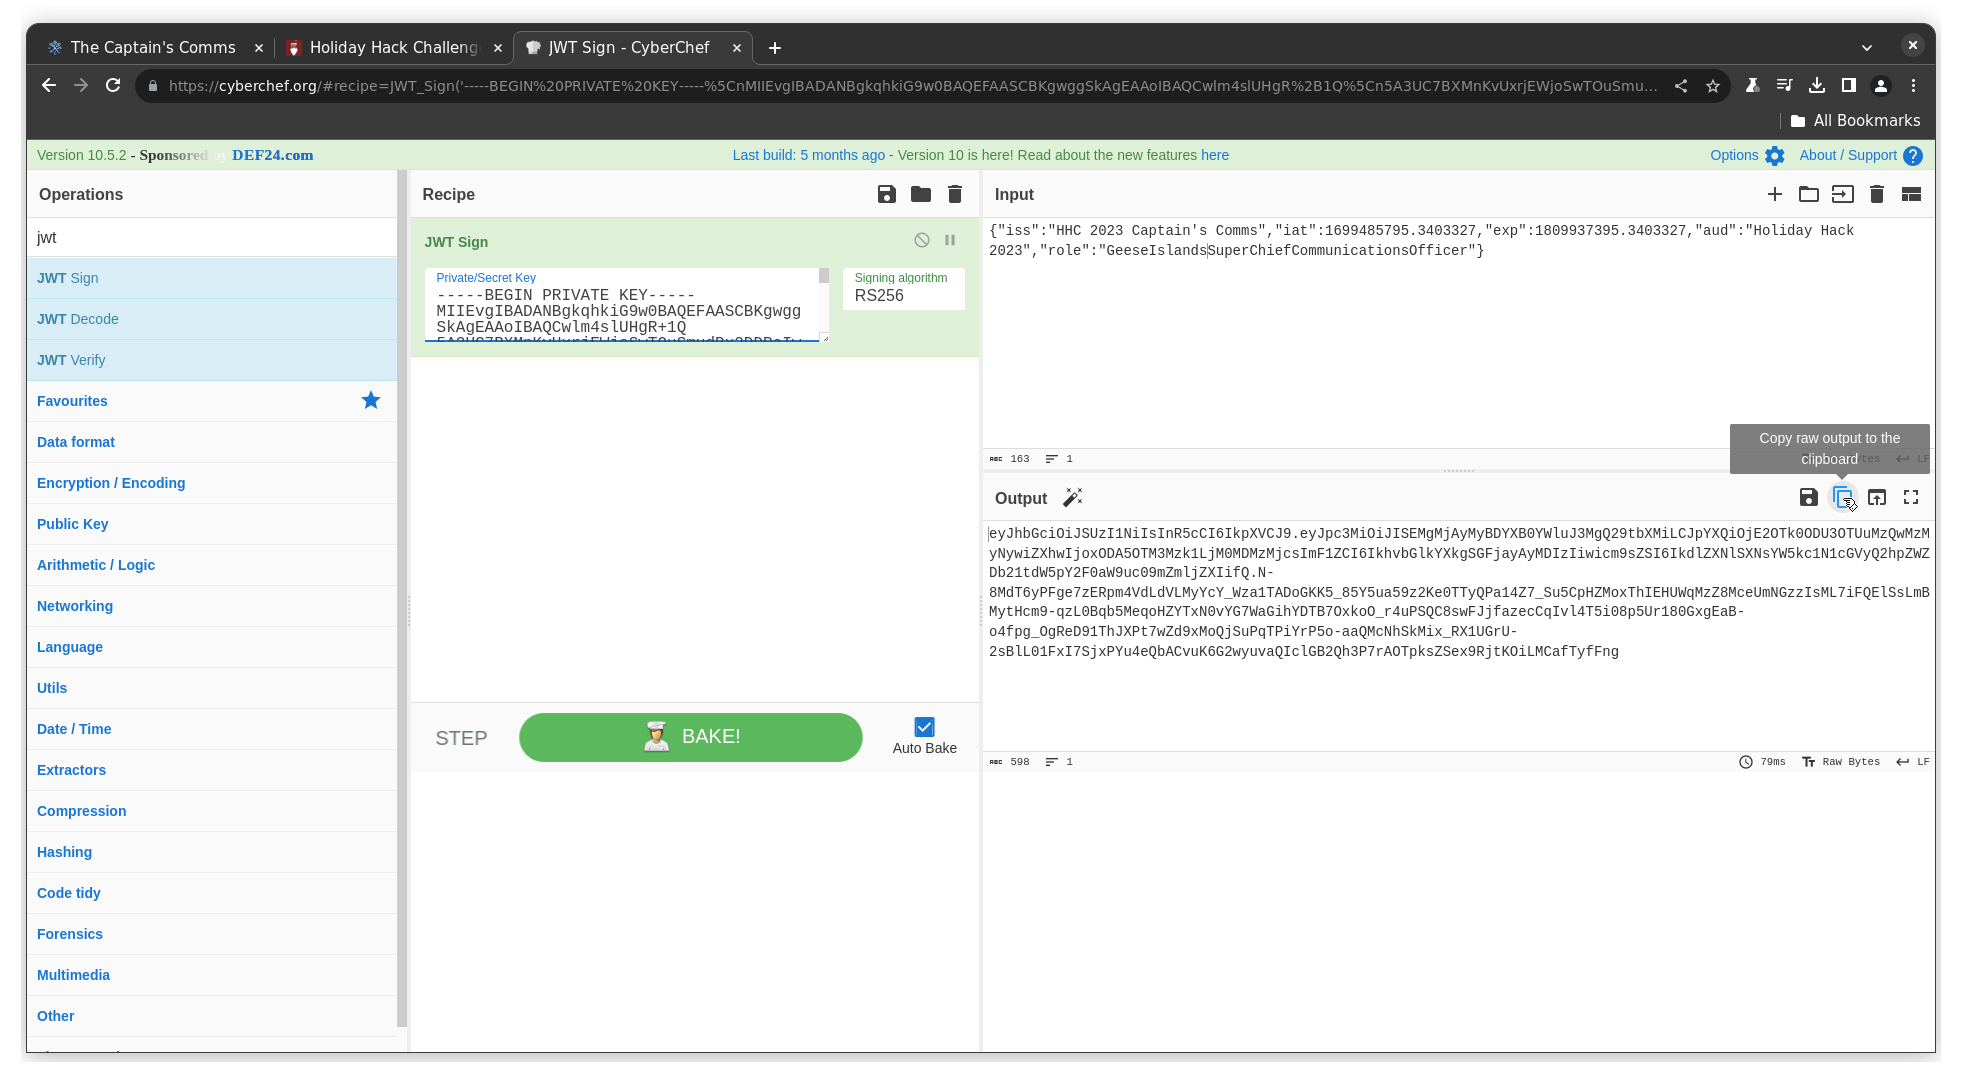 The Captain's Comms
Holiday Hack Challeng
JWT Sign - CyberChef
https://cyberchef.org/#recipe=JWT_Sign('-----BEGIN%20PRIVATE%20KEY-----%5CnMIIEvgIBADANBgkqhkiG9w0BAQEFAASCBKgwggSkAgEAAoIBAQCwlm4slUHgR%2B1Q%5Cn5A3UC7BXMnKvUxrjEWjoSwTOuSmu...
All Bookmarks
Version 10.5.2 - Sponsored by DEF24.com
Last build: 5 months ago - Version 10 is here! Read about the new features here
Options
About / Support
Operations
Recipe
Input
jwt
JWT Sign
JWT Decode
JWT Verify
Favourites
Data format
Encryption / Encoding
Public Key
Arithmetic / Logic
Networking
Language
Utils
Date / Time
Extractors
Compression
Hashing
Code tidy
Forensics
Multimedia
Other
JWT Sign
Private/Secret Key
-----BEGIN PRIVATE KEY-----
MIIEvgIBADANBgkqhkiG9w0BAQEFAASCBKgwgg
SkAgEAAoIBAQCwlm4slUHgR+1Q
Signing algorithm
RS256
STEP
BAKE!
Auto Bake
{"iss":"HHC 2023 Captain's Comms","iat":1699485795.3403327,"exp":1809937395.3403327,"aud":"Holiday Hack
2023","role":"GeeseIslandsSuperChiefCommunicationsOfficer"}
163
1
LF
Copy raw output to the
clipboard
Output
eyJhbGciOiJSUzI1NiIsInR5cCI6IkpXVCJ9.eyJpc3MiOiJISEMgMjAyMyBDYXB0YWluJ3MgQ29tbXMiLCJpYXQiOjE2OTk0ODU3OTUuMzQwMzM
yNywiZXhwIjoxODA5OTM3Mzk1LjM0MDMzMjcsImF1ZCI6IkhvbGlkYXkgSGFjayAyMDIzIiwicm9sZSI6IkdlZXNlSXNsYW5kc1N1cGVyQ2hpZWZ
Db21tdW5pY2F0aW9uc09mZmljZXIifQ.N-
8MdT6yPFge7zERpm4VdLdVLMyYcY_Wza1TADoGKK5_85Y5ua59z2Ke0TTyQPa14Z7_Su5CpHZMoxThIEHUWqMzZ8MceUmNGzzIsML7iFQElSsLmB
MytHcm9-qzL0Bqb5MeqoHZYTxN0vYG7WaGihYDTB7OxkoO_r4uPSQC8swFJjfazecCqIvl4T5i08p5Ur180GxgEaB-
o4fpg_OgReD91ThJXPt7wZd9xMoQjSuPqTPiYrP5o-aaQMcNhSkMix_RX1UGrU-
2sBlL01FxI7SjxPYu4eQbACvuK6G2wyuvaQIclGB2Qh3P7rAOTpksZSex9RjtKOiLMCafTyfFng
598
1
79ms
Raw Bytes
LF